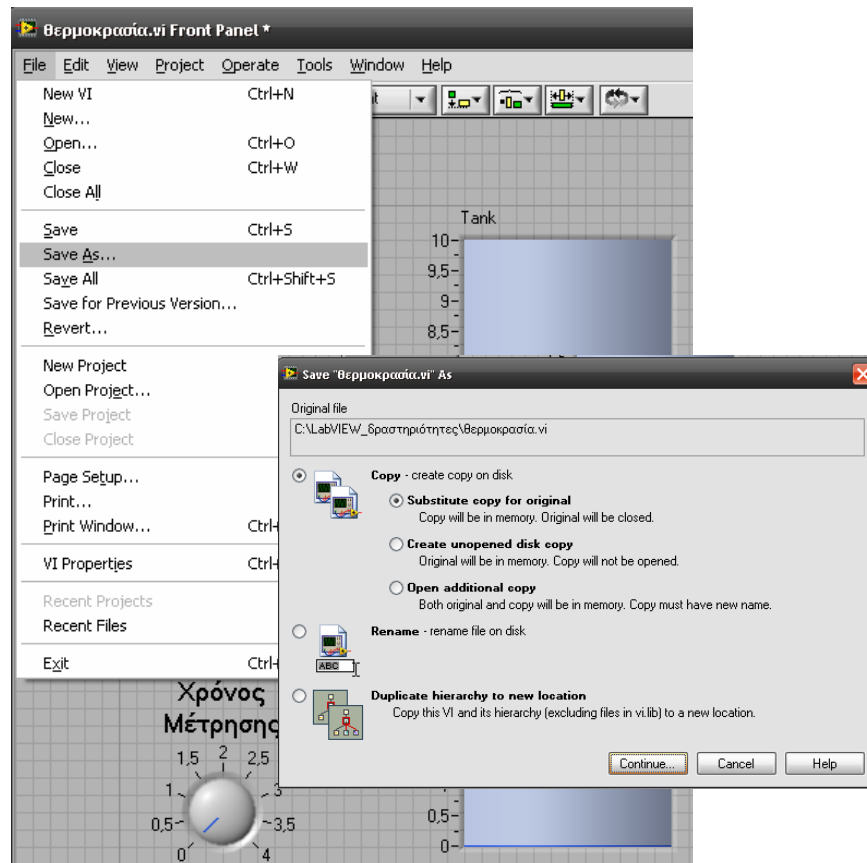 θερμοκρασία.vi Front Panel *
File Edit View Project Operate Tools Window Help
New VI Ctrl+N
New...
Open... Ctrl+O
Close Ctrl+W
Close All
Save Ctrl+S
Save As...
Save All Ctrl+Shift+S
Save for Previous Version...
Revert...
New Project
Open Project...
Save Project
Close Project
Page Setup...
Print...
Print Window...
VI Properties
Recent Projects
Recent Files
Exit
Tank
10
9,5
9
8,5
Save "θερμοκρασία.vi" As
Original file
C:\LabVIEW_δραστηριότητες\θερμοκρασία.vi
Copy - create copy on disk
Substitute copy for original
Copy will be in memory. Original will be closed.
Create unopened disk copy
Original will be in memory. Copy will not be opened.
Open additional copy
Both original and copy will be in memory. Copy must have new name.
Rename - rename file on disk
ABC
Duplicate hierarchy to new location
Copy this VI and its hierarchy (excluding files in vi.lib) to a new location.
Continue... Cancel Help
Χρόνος
Μέτρησης
1,5 2 2,5
1 3
0,5 3,5
0 4
0,5
0